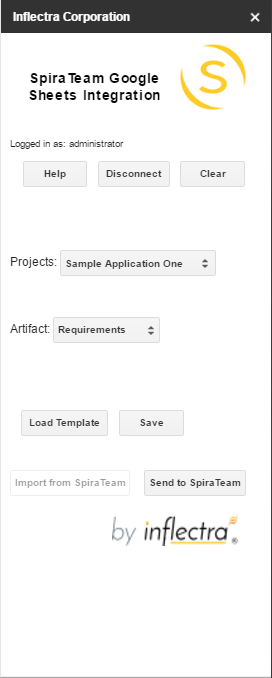 Inflectra Corporation ×
SpiraTeam Google
Sheets Integration
S
Logged in as: administrator
Help Disconnect Clear
Projects: Sample Application One
Artifact: Requirements
Load Template Save
Import from SpiraTeam Send to SpiraTeam
by inflectra®